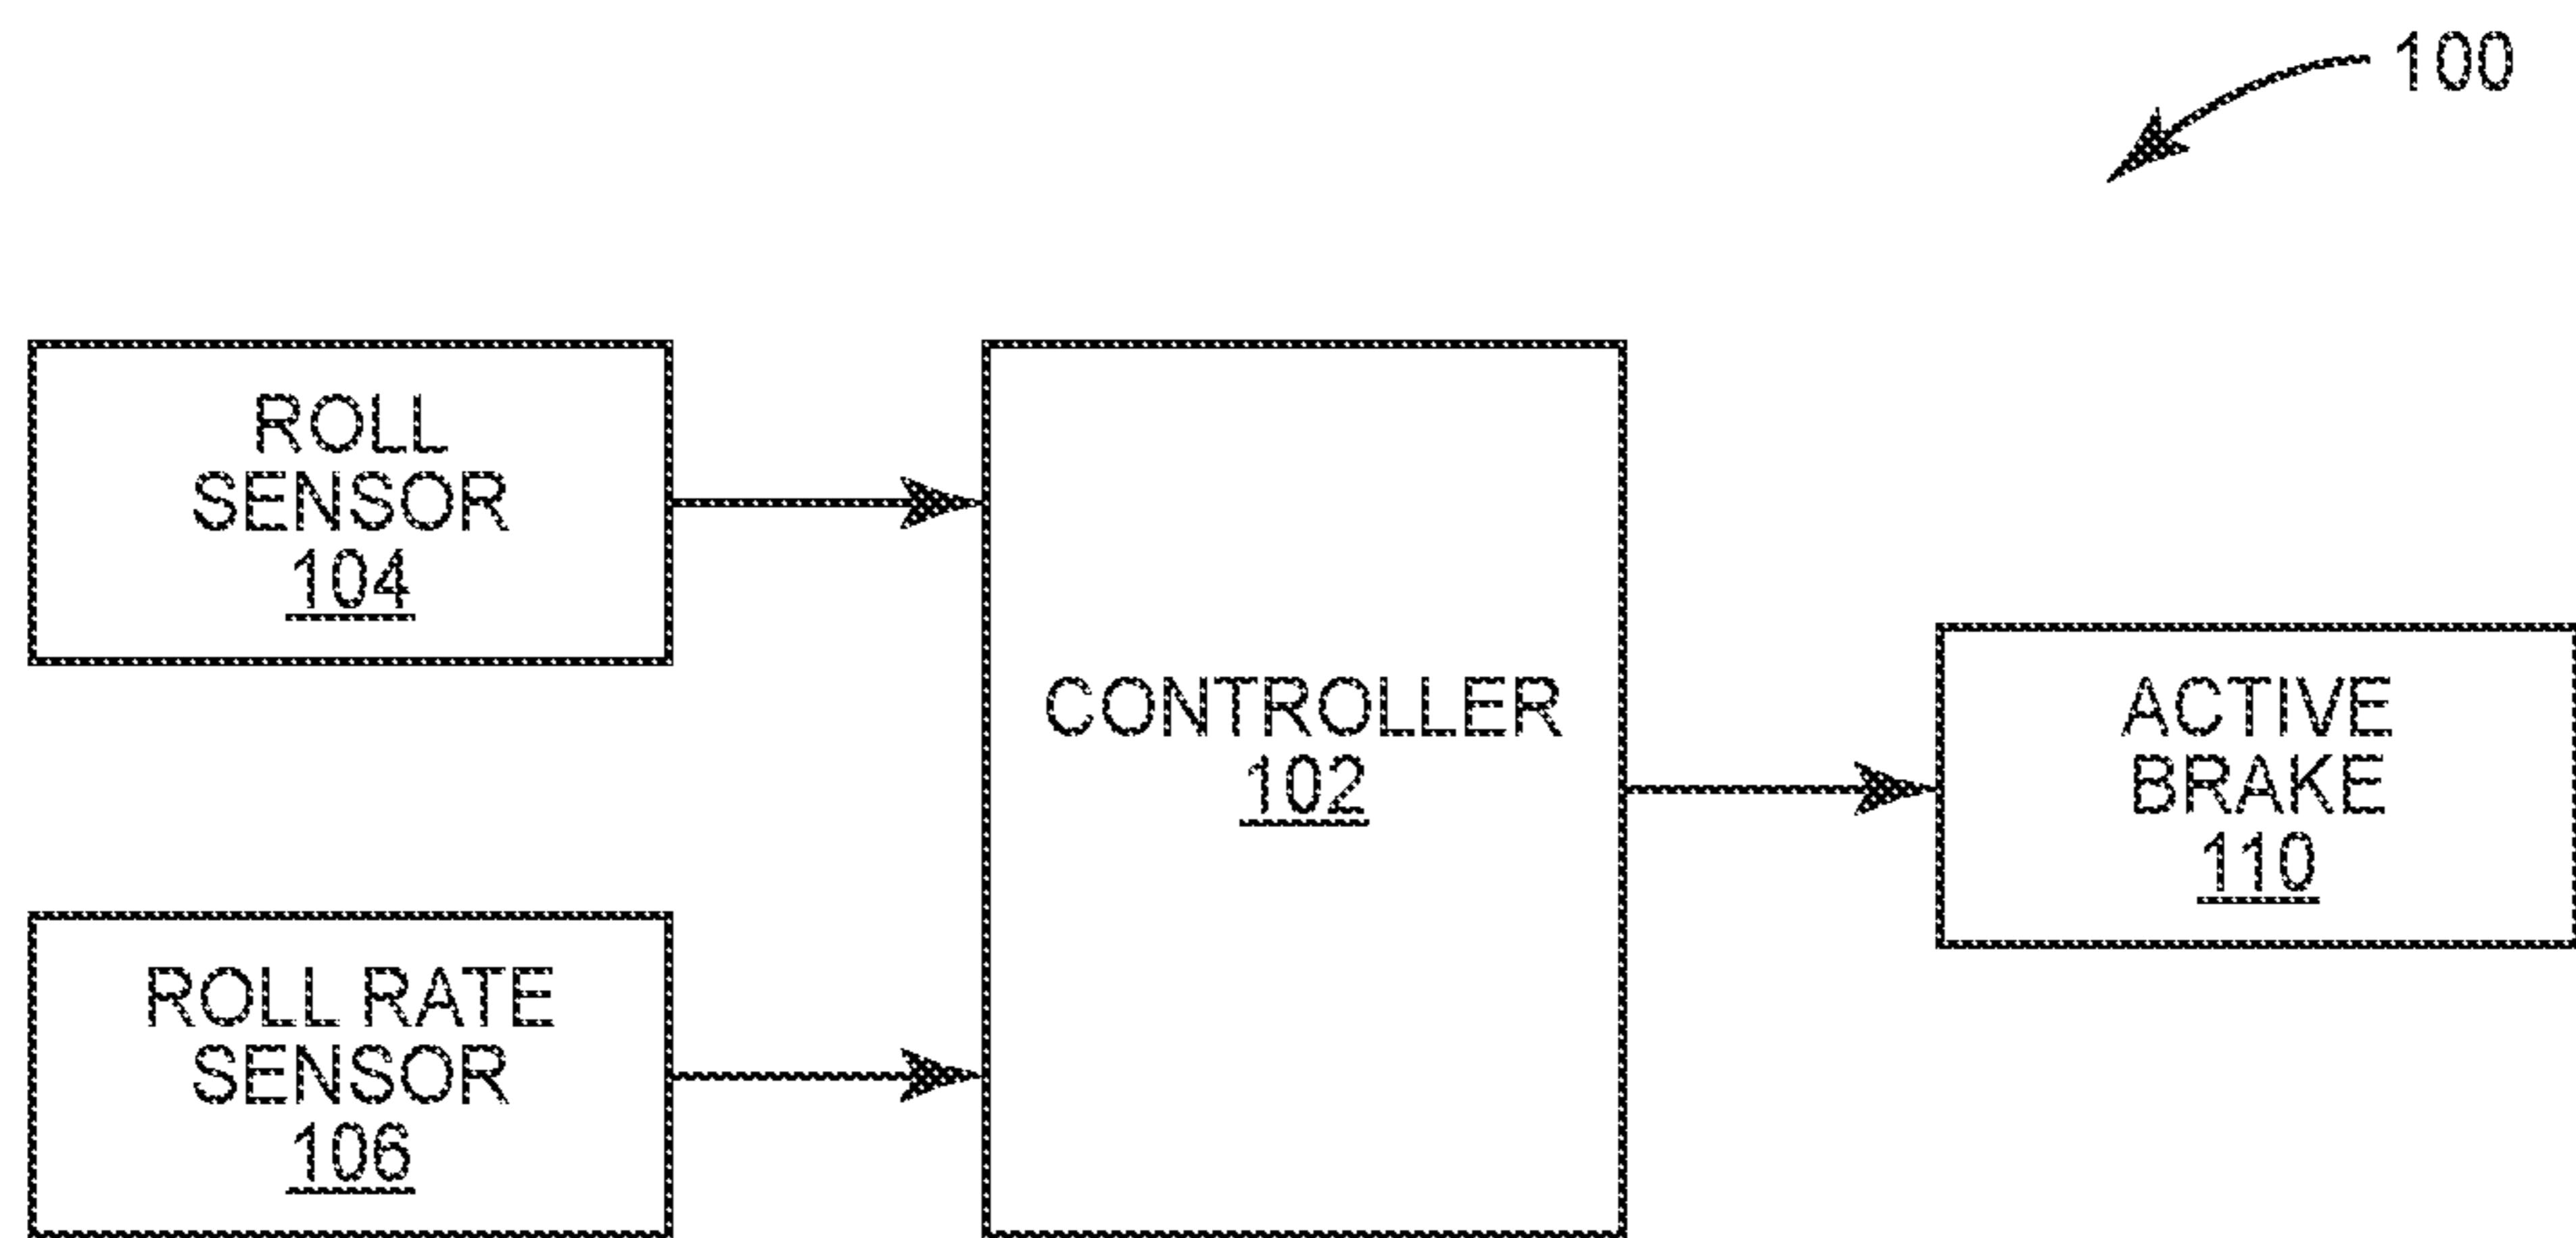 100
ROLL
SENSOR
104
CONTROLLER
102
ACTIVE
BRAKE
110
ROLL RATE
SENSOR
106